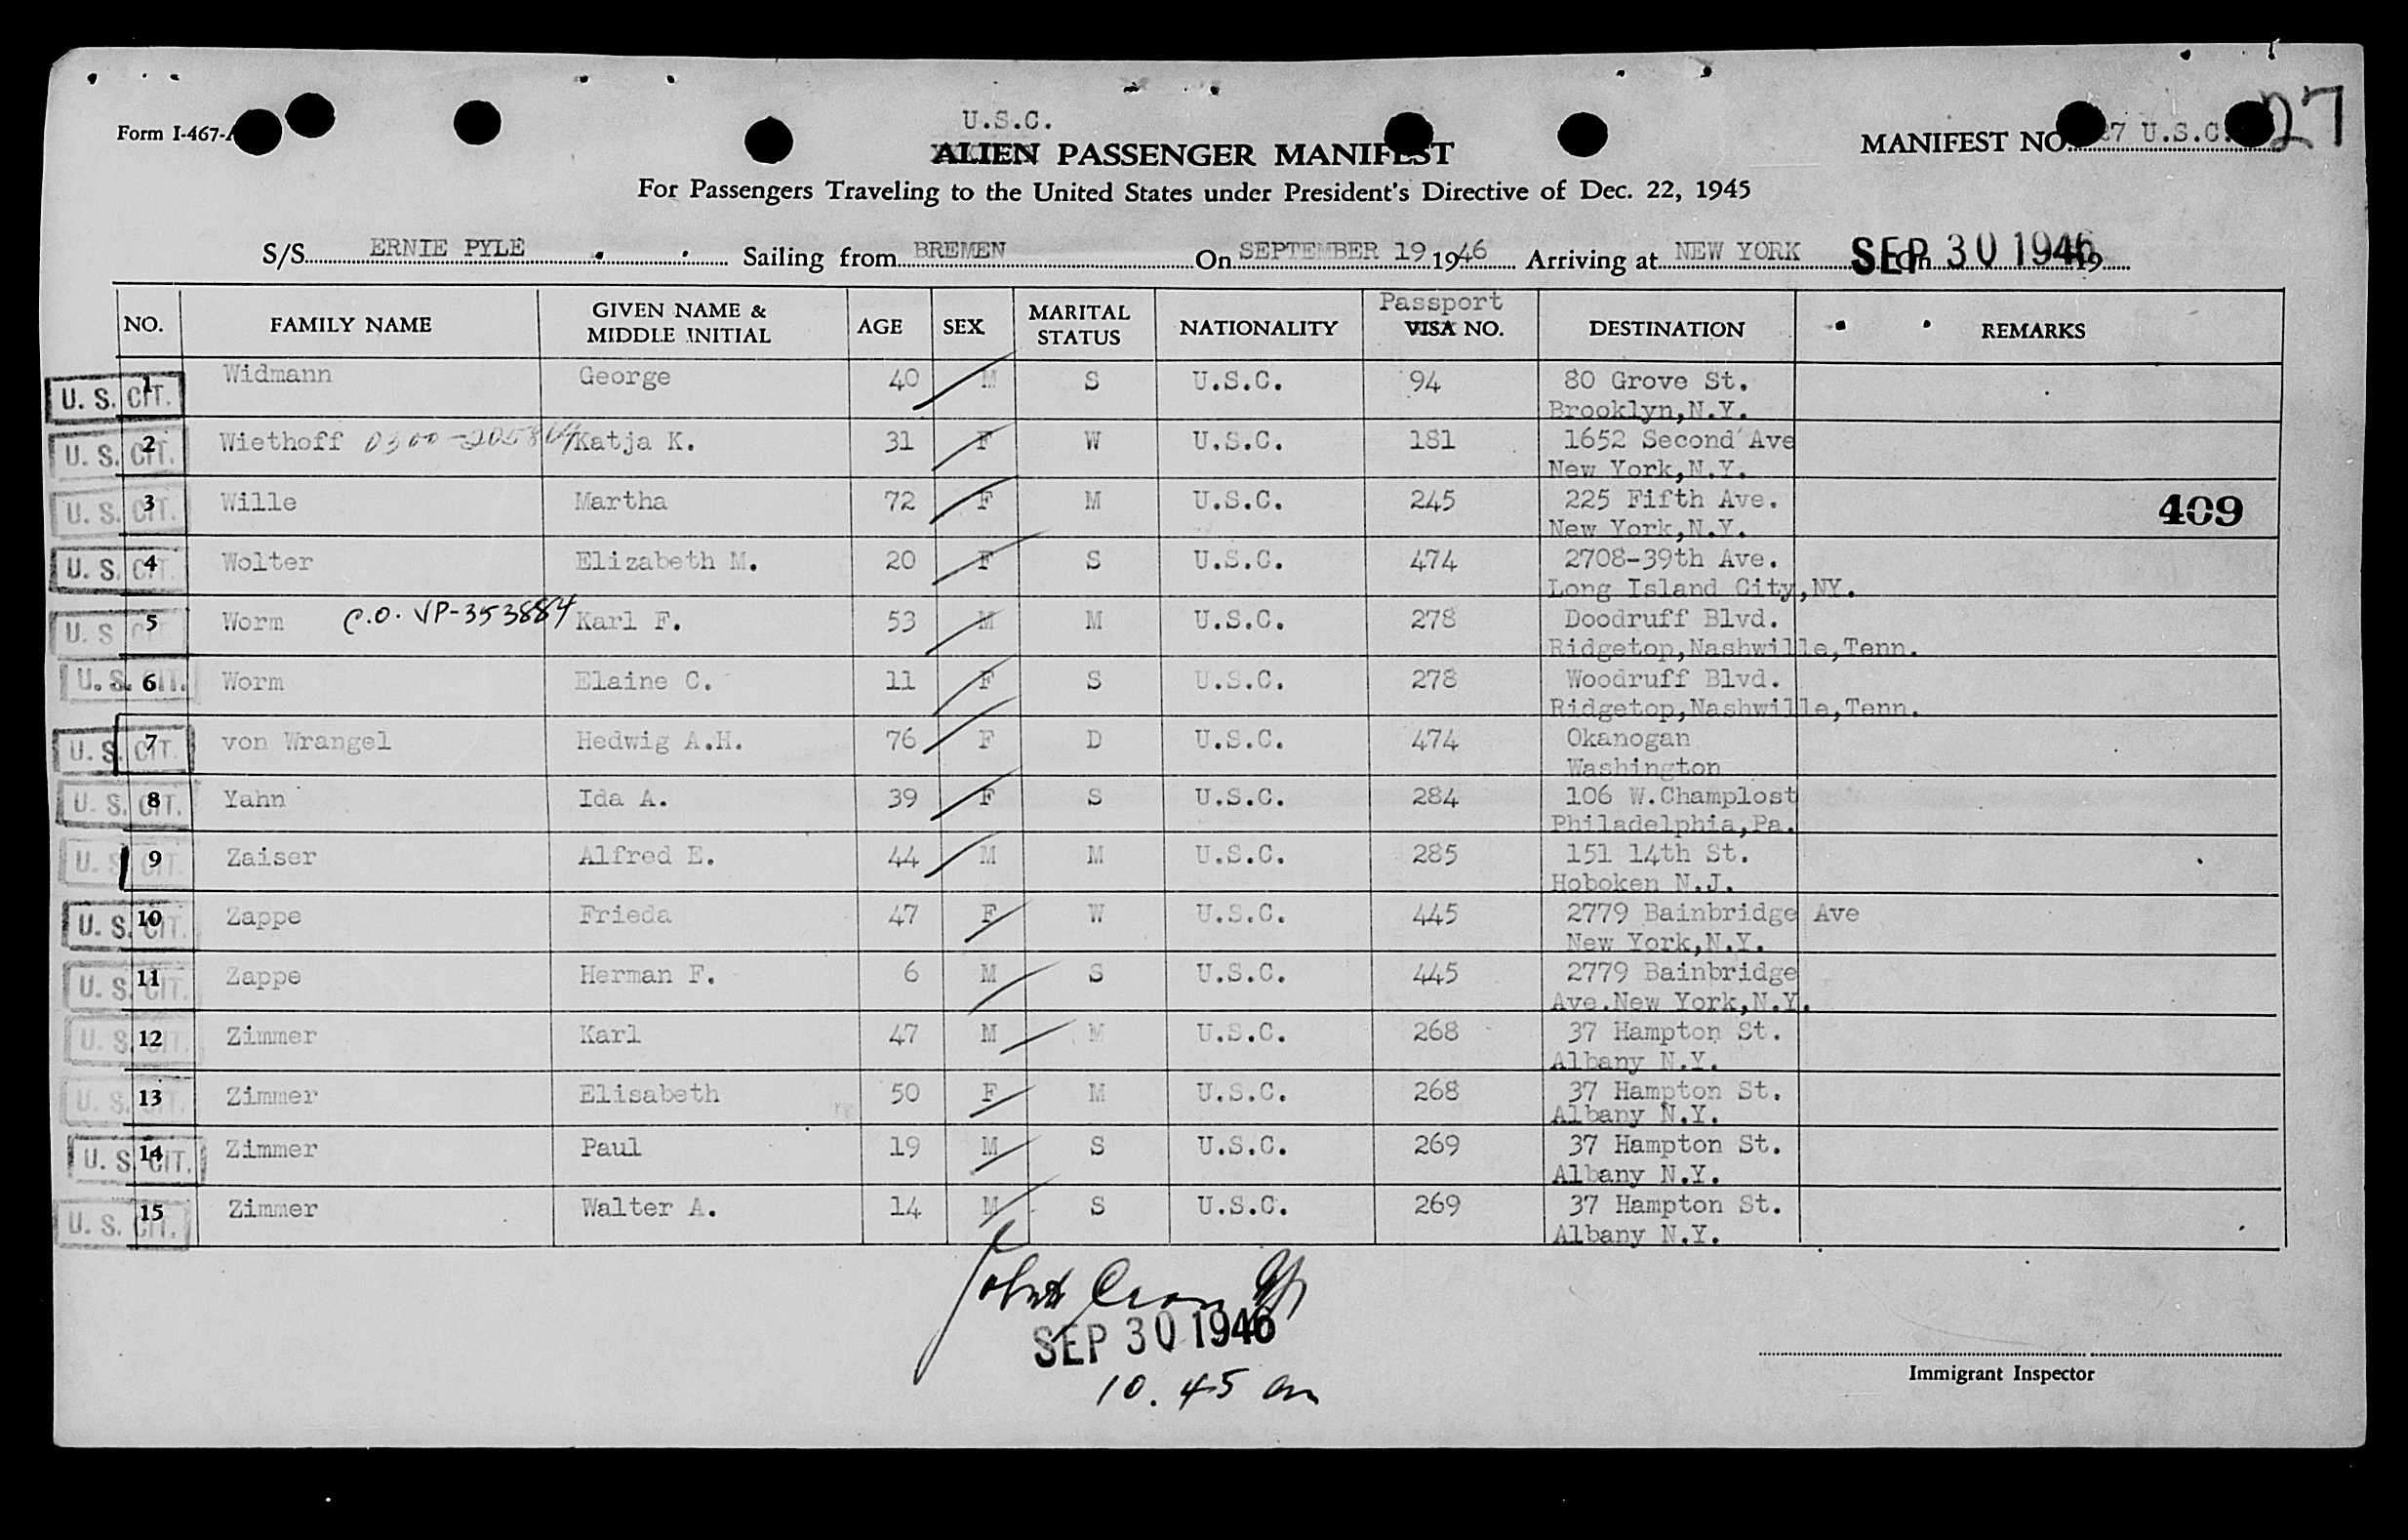 U.S.C.
Form I-467-
ALIEN PASSENGER MANIFEST
MANIFEST NO. 27 U.S.C. 27
For Passengers Traveling to the United States under President's Directive of Dec. 22, 1945
S/S ERNIE PYLE Sailing from BREMEN On SEPTEMBER 19 1946 Arriving at NEW YORK On SEP 30 1946 19
NO. FAMILY NAME GIVEN NAME & MIDDLE INITIAL AGE SEX MARITAL STATUS NATIONALITY Passport VISA NO. DESTINATION REMARKS
U. S. CIT. 1 Widmann George 40 M S U.S.C. 94 80 Grove St.
Brooklyn,N.Y.
U. S. CIT. 2 Wiethoff 0300-205804 Katja K. 31 F W U.S.C. 181 1652 Second Ave
New York,N.Y.
U. S. CIT. 3 Wille Martha 72 F M U.S.C. 245 225 Fifth Ave.
New York,N.Y.
409
U. S. CIT. 4 Wolter Elizabeth M. 20 F S U.S.C. 474 2708-39th Ave.
Long Island City,NY.
U. S. CIT. 5 Worm C.O. VP-353884 Karl F. 53 M M U.S.C. 278 Doodruff Blvd.
Ridgetop,Nashwille,Tenn.
U. S. CIT. 6 Worm Elaine C. 11 F S U.S.C. 278 Woodruff Blvd.
Ridgetop,Nashwille,Tenn.
U. S. CIT. 7 von Wrangel Hedwig A.H. 76 F D U.S.C. 474 Okanogan
Washington
U. S. CIT. 8 Yahn Ida A. 39 F S U.S.C. 284 106 W.Champlost
Philadelphia,Pa.
U. S. CIT. 9 Zaiser Alfred E. 44 M M U.S.C. 285 151 14th St.
Hoboken N.J.
U. S. CIT. 10 Zappe Frieda 47 F W U.S.C. 445 2779 Bainbridge Ave
New York,N.Y.
U. S. CIT. 11 Zappe Herman F. 6 M S U.S.C. 445 2779 Bainbridge
Ave.New York,N.Y.
U. S. CIT. 12 Zimmer Karl 47 M M U.S.C. 268 37 Hampton St.
Albany N.Y.
U. S. CIT. 13 Zimmer Elisabeth 50 F M U.S.C. 268 37 Hampton St.
Albany N.Y.
U. S. CIT. 14 Zimmer Paul 19 M S U.S.C. 269 37 Hampton St.
Albany N.Y.
U. S. CIT. 15 Zimmer Walter A. 14 M S U.S.C. 269 37 Hampton St.
Albany N.Y.
SEP 30 1946
10.45 am
Immigrant Inspector